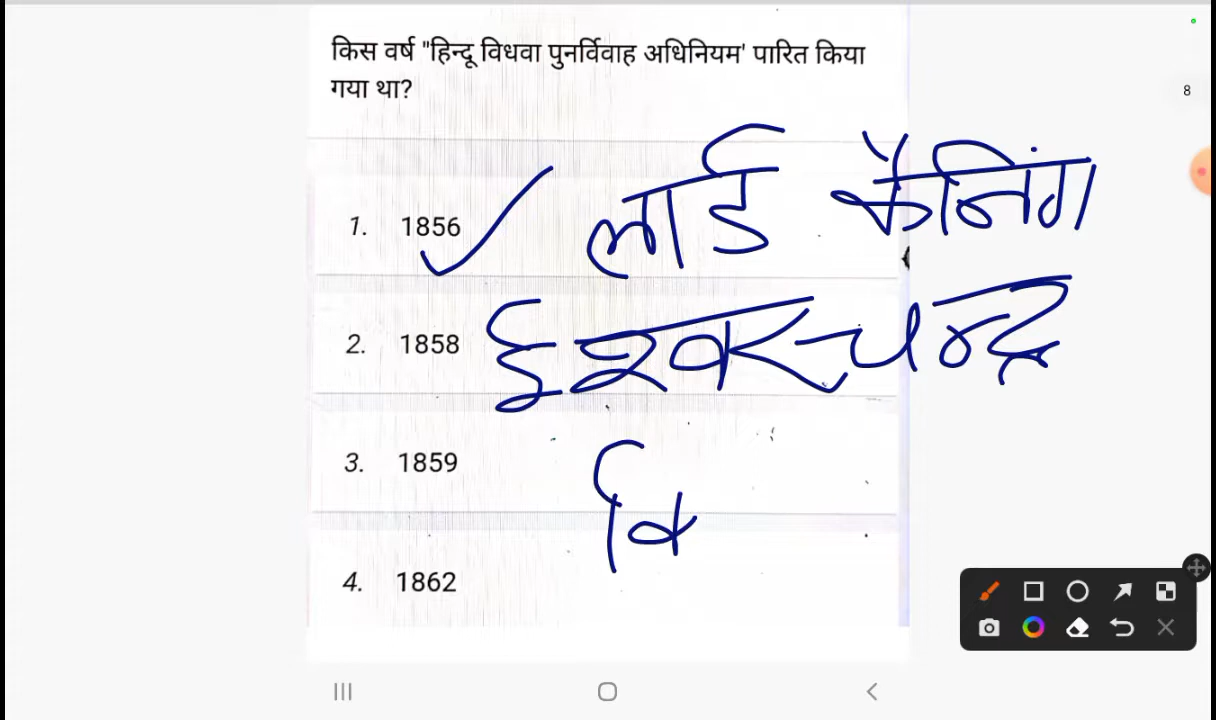 किस वर्ष "हिन्दू विधवा पुनर्विवाह अधिनियम' पारित किया
गया था?
8
1. 1856
लार्ड कैनिंग
2. 1858
ईश्वरचन्द्र
3. 1859
वि
4. 1862